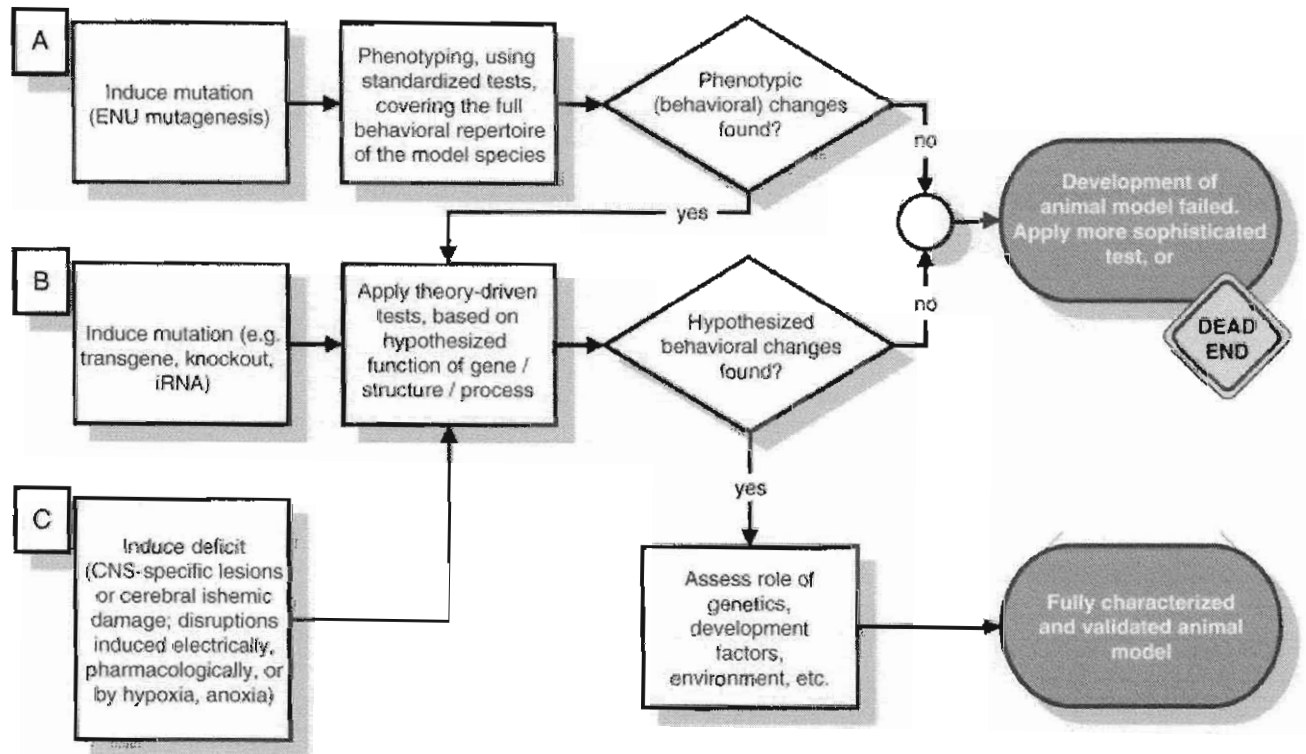 A
Induce mutation
(ENU mutagenesis)
Phenotyping, using
standardized tests,
covering the full
behavioral repertoire
of the model species
Phenotypic
(behavioral) changes
found?
no
yes
Development of
animal model failed.
Apply more sophisticated
test, or
DEAD
END
B
Induce mutation (e.g.
transgene, knockout,
iRNA)
Apply theory-driven
tests, based on
hypothesized
function of gene /
structure / process
Hypothesized
behavioral changes
found?
no
yes
C
Induce deficit
(CNS-specific lesions
or cerebral ishemic
damage; disruptions
induced electrically,
pharmacologically, or
by hypoxia, anoxia)
Assess role of
genetics,
development
factors,
environment, etc.
Fully characterized
and validated animal
model